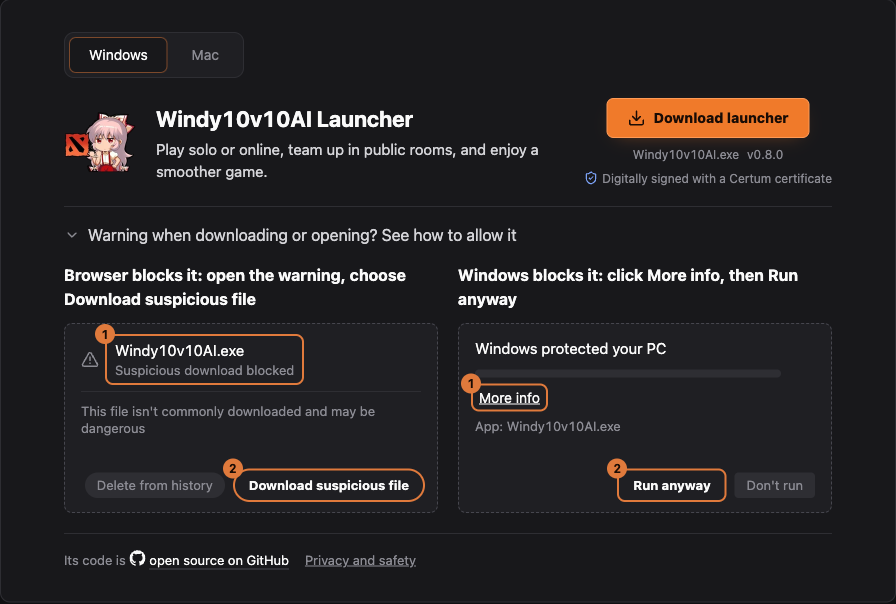 Windows
Mac
Windy10v10AI Launcher
Play solo or online, team up in public rooms, and enjoy a
smoother game.
Download launcher
Windy10v10AI.exe v0.8.0
Digitally signed with a Certum certificate
Warning when downloading or opening? See how to allow it
Browser blocks it: open the warning, choose
Download suspicious file
1
Windy10v10AI.exe
Suspicious download blocked
This file isn't commonly downloaded and may be
dangerous
Delete from history
2
Download suspicious file
Windows blocks it: click More info, then Run
anyway
Windows protected your PC
1
More info
App: Windy10v10AI.exe
2
Run anyway
Don't run
Its code is open source on GitHub
Privacy and safety